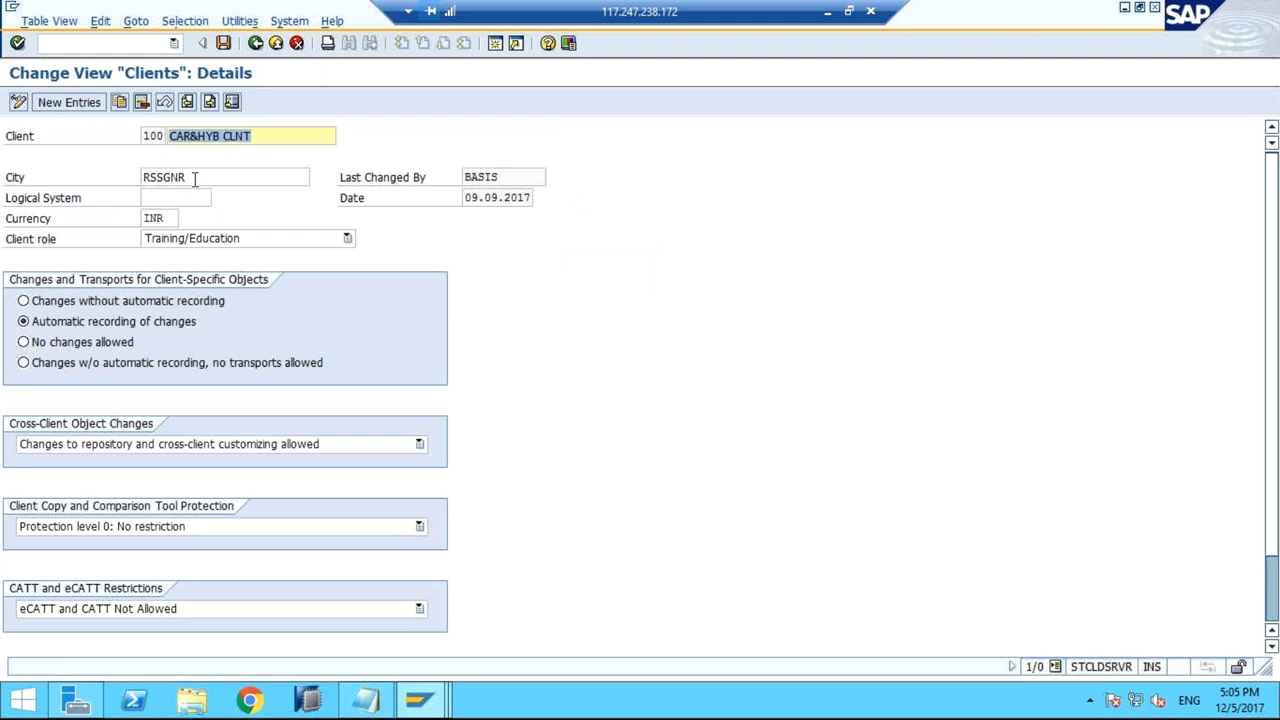 117.247.238.172
Table View Edit Goto Selection Utilities System Help
SAP
Change View "Clients": Details
New Entries
Client 100 CAR&HYB CLNT
City RSSGNR Last Changed By BASIS
Logical System Date 09.09.2017
Currency INR
Client role Training/Education
Changes and Transports for Client-Specific Objects
Changes without automatic recording
Automatic recording of changes
No changes allowed
Changes w/o automatic recording, no transports allowed
Cross-Client Object Changes
Changes to repository and cross-client customizing allowed
Client Copy and Comparison Tool Protection
Protection level 0: No restriction
CATT and eCATT Restrictions
eCATT and CATT Not Allowed
1/0 STCLDSRVR INS
ENG 5:05 PM
12/5/2017